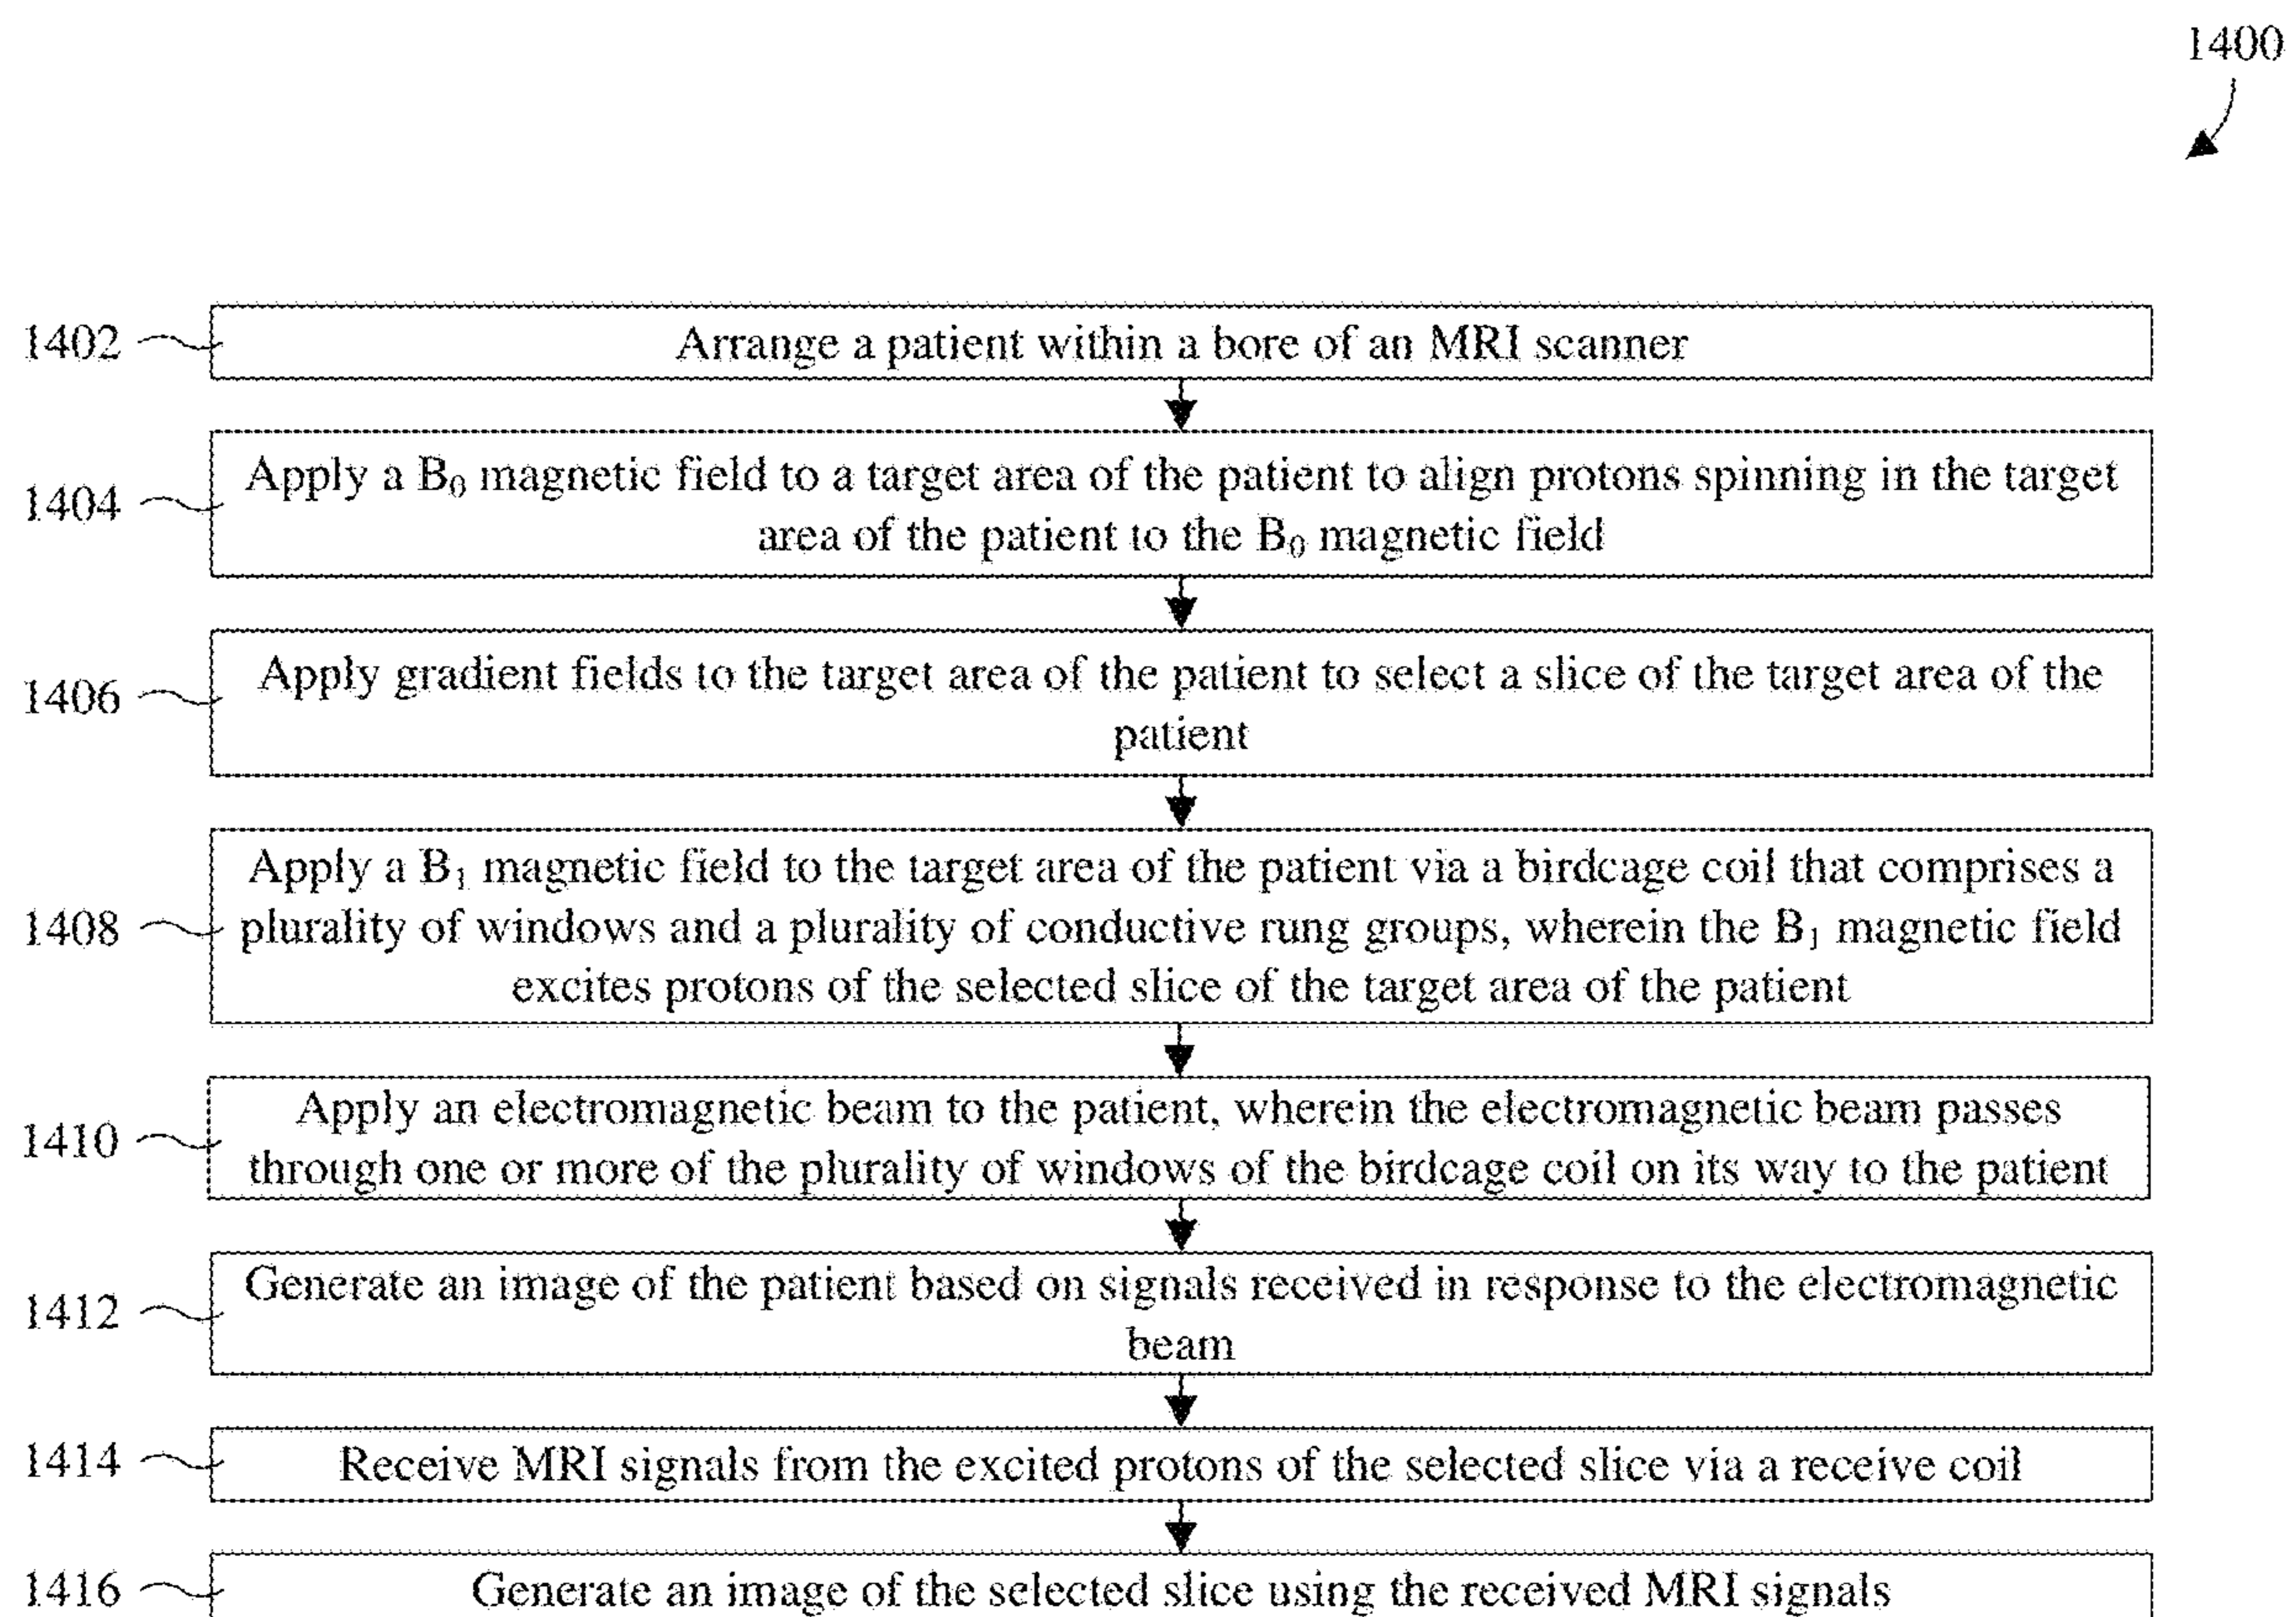 1400
1402
Arrange a patient within a bore of an MRI scanner
1404
Apply a B₀ magnetic field to a target area of the patient to align protons spinning in the target
area of the patient to the B₀ magnetic field
1406
Apply gradient fields to the target area of the patient to select a slice of the target area of the
patient
1408
Apply a B₁ magnetic field to the target area of the patient via a birdcage coil that comprises a
plurality of windows and a plurality of conductive rung groups, wherein the B₁ magnetic field
excites protons of the selected slice of the target area of the patient
1410
Apply an electromagnetic beam to the patient, wherein the electromagnetic beam passes
through one or more of the plurality of windows of the birdcage coil on its way to the patient
1412
Generate an image of the patient based on signals received in response to the electromagnetic
beam
1414
Receive MRI signals from the excited protons of the selected slice via a receive coil
1416
Generate an image of the selected slice using the received MRI signals